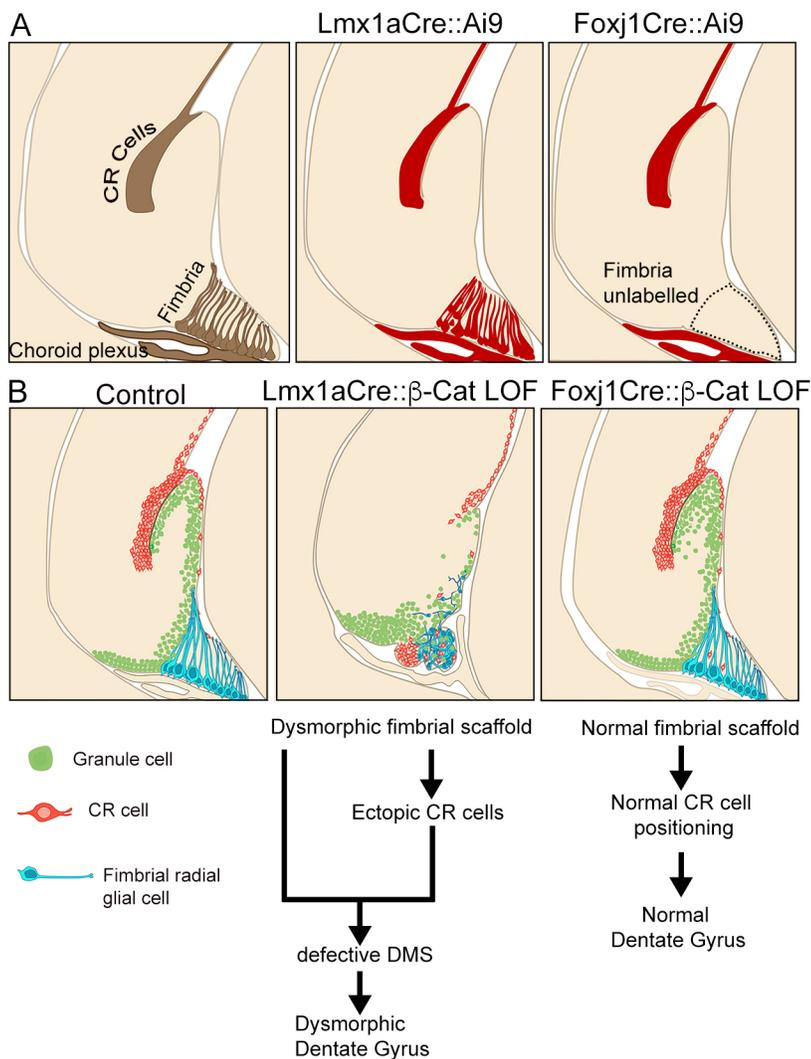 A
Lmx1aCre::Ai9
Foxj1Cre::Ai9
CR Cells
Fimbria
Choroid plexus
Fimbria
unlabelled
B
Control
Lmx1aCre::β-Cat LOF
Foxj1Cre::β-Cat LOF
Dysmorphic fimbrial scaffold
Normal fimbrial scaffold
Granule cell
CR cell
Fimbrial radial
glial cell
Ectopic CR cells
Normal CR cell
positioning
defective DMS
Normal
Dentate Gyrus
Dysmorphic
Dentate Gyrus